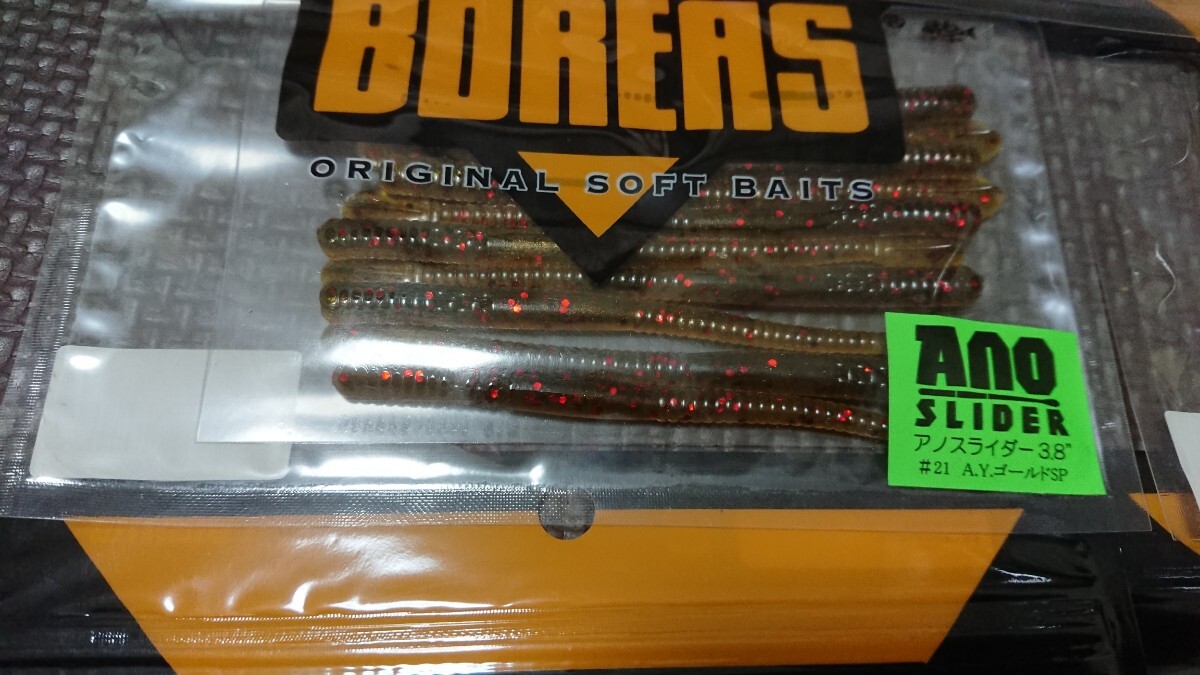 BOREAS
ORIGINAL SOFT BAITS
ANO
SLIDER
アノスライダー 3.8"
#21 A.Y.ゴールドSP